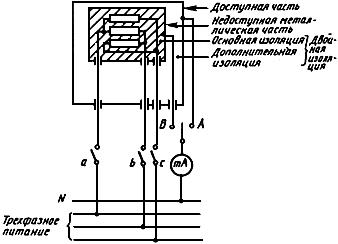 Доступная часть
Недоступная метал-
лическая часть
Основная изоляция
Дополнительная
изоляция
Двой-
ная
изоля-
ция
B
A
a
b
c
mA
N
Трехфазное
питание